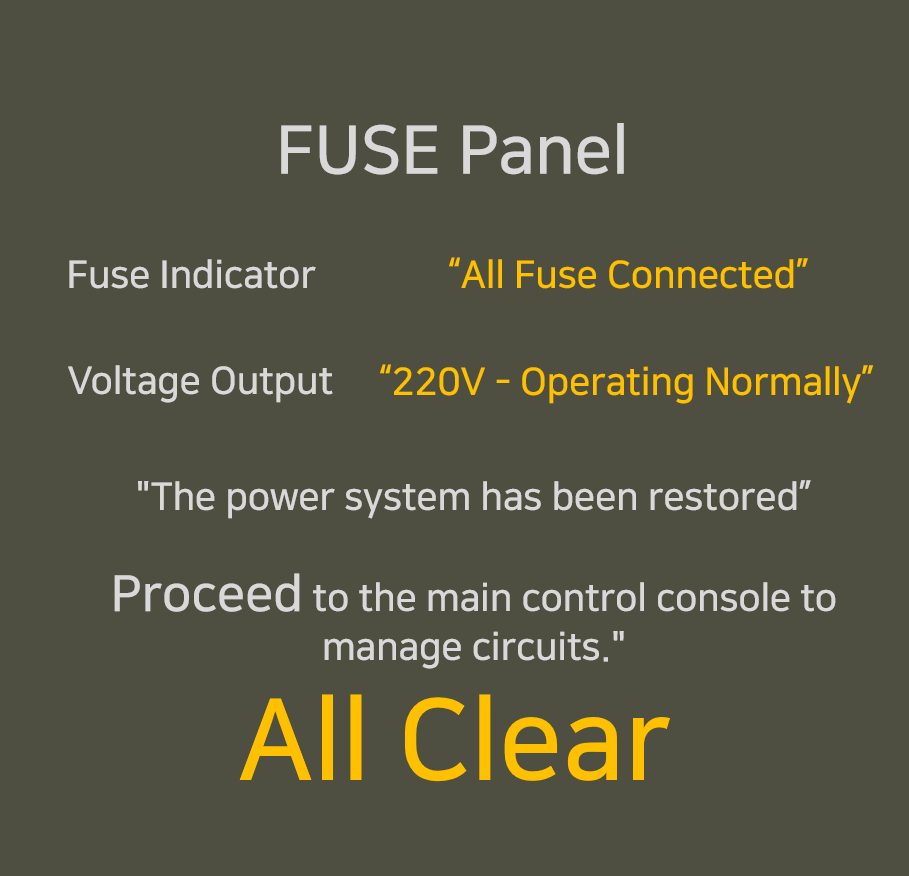 FUSE Panel
Fuse Indicator “All Fuse Connected”
Voltage Output “220V - Operating Normally”
"The power system has been restored”
Proceed to the main control console to
manage circuits."
All Clear